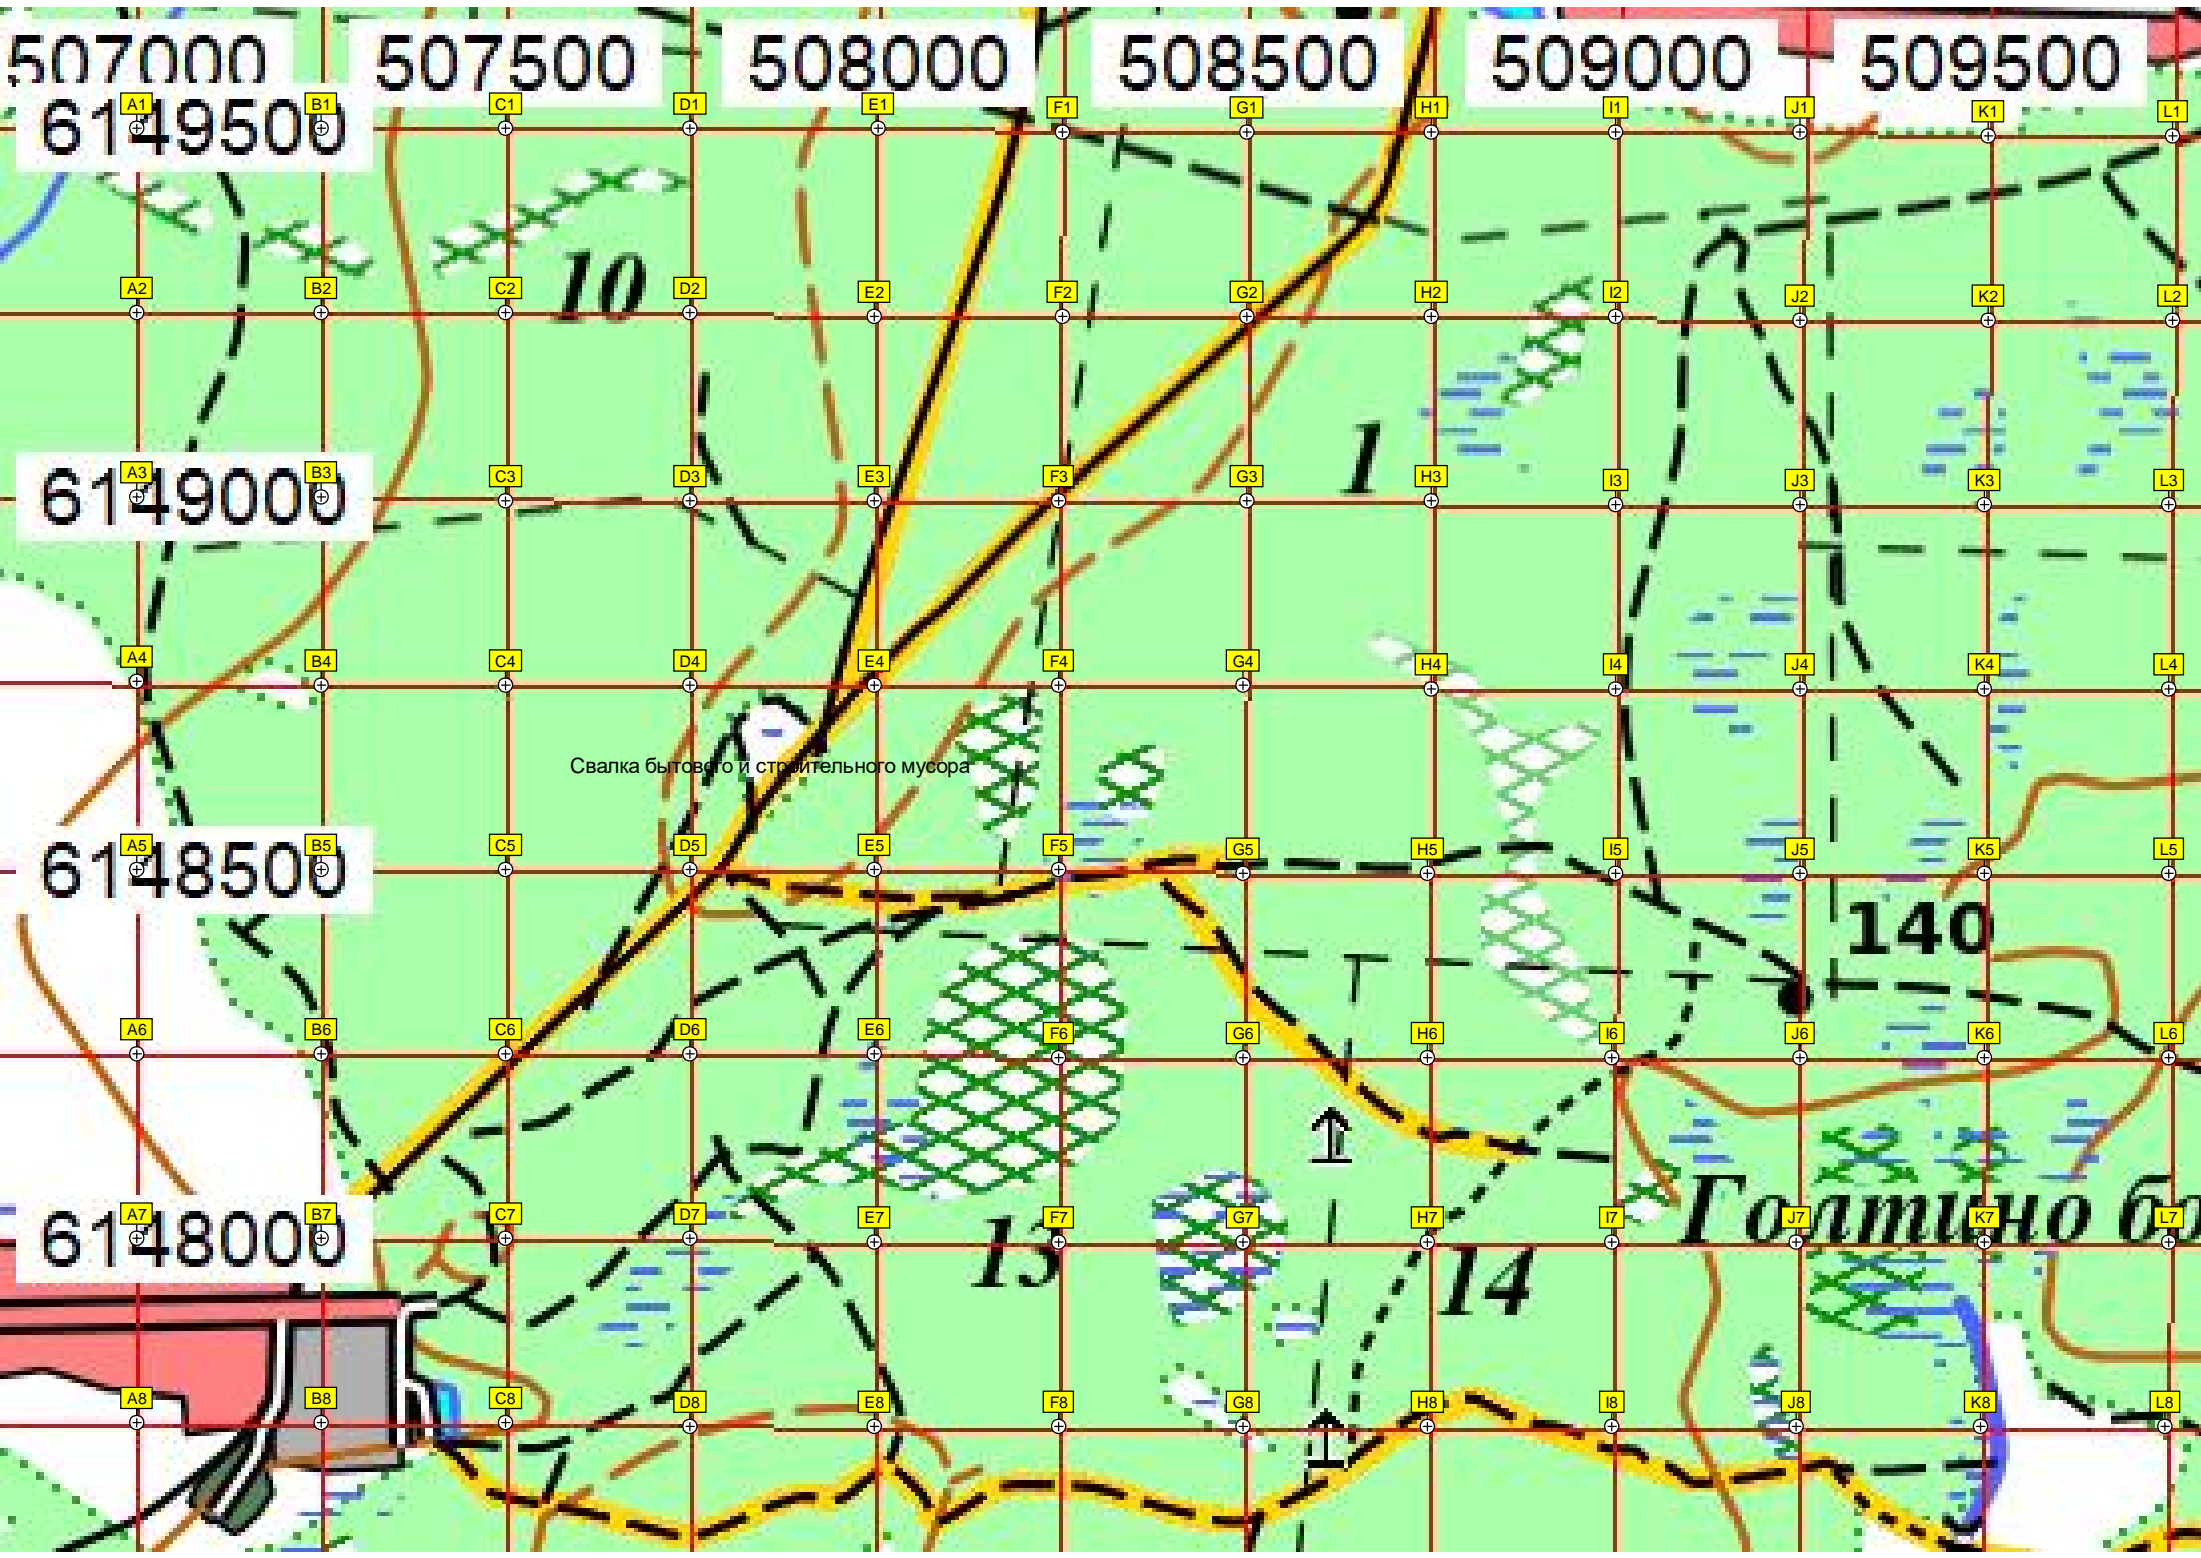 507000 507500 508000 508500 509000 509500
A1 B1 C1 D1 E1 F1 G1 H1 I1 J1 K1 L1
6149500
10
A2 B2 C2 D2 E2 F2 G2 H2 I2 J2 K2 L2
1
A3 B3 C3 D3 E3 F3 G3 H3 I3 J3 K3 L3
6149000
A4 B4 C4 D4 E4 F4 G4 H4 I4 J4 K4 L4
Свалка бытового и строительного мусора
A5 B5 C5 D5 E5 F5 G5 H5 I5 J5 K5 L5
6148500
140
A6 B6 C6 D6 E6 F6 G6 H6 I6 J6 K6 L6
Голтино бо
A7 B7 C7 D7 E7 F7 G7 H7 I7 J7 K7 L7
6148000
13 14
A8 B8 C8 D8 E8 F8 G8 H8 I8 J8 K8 L8